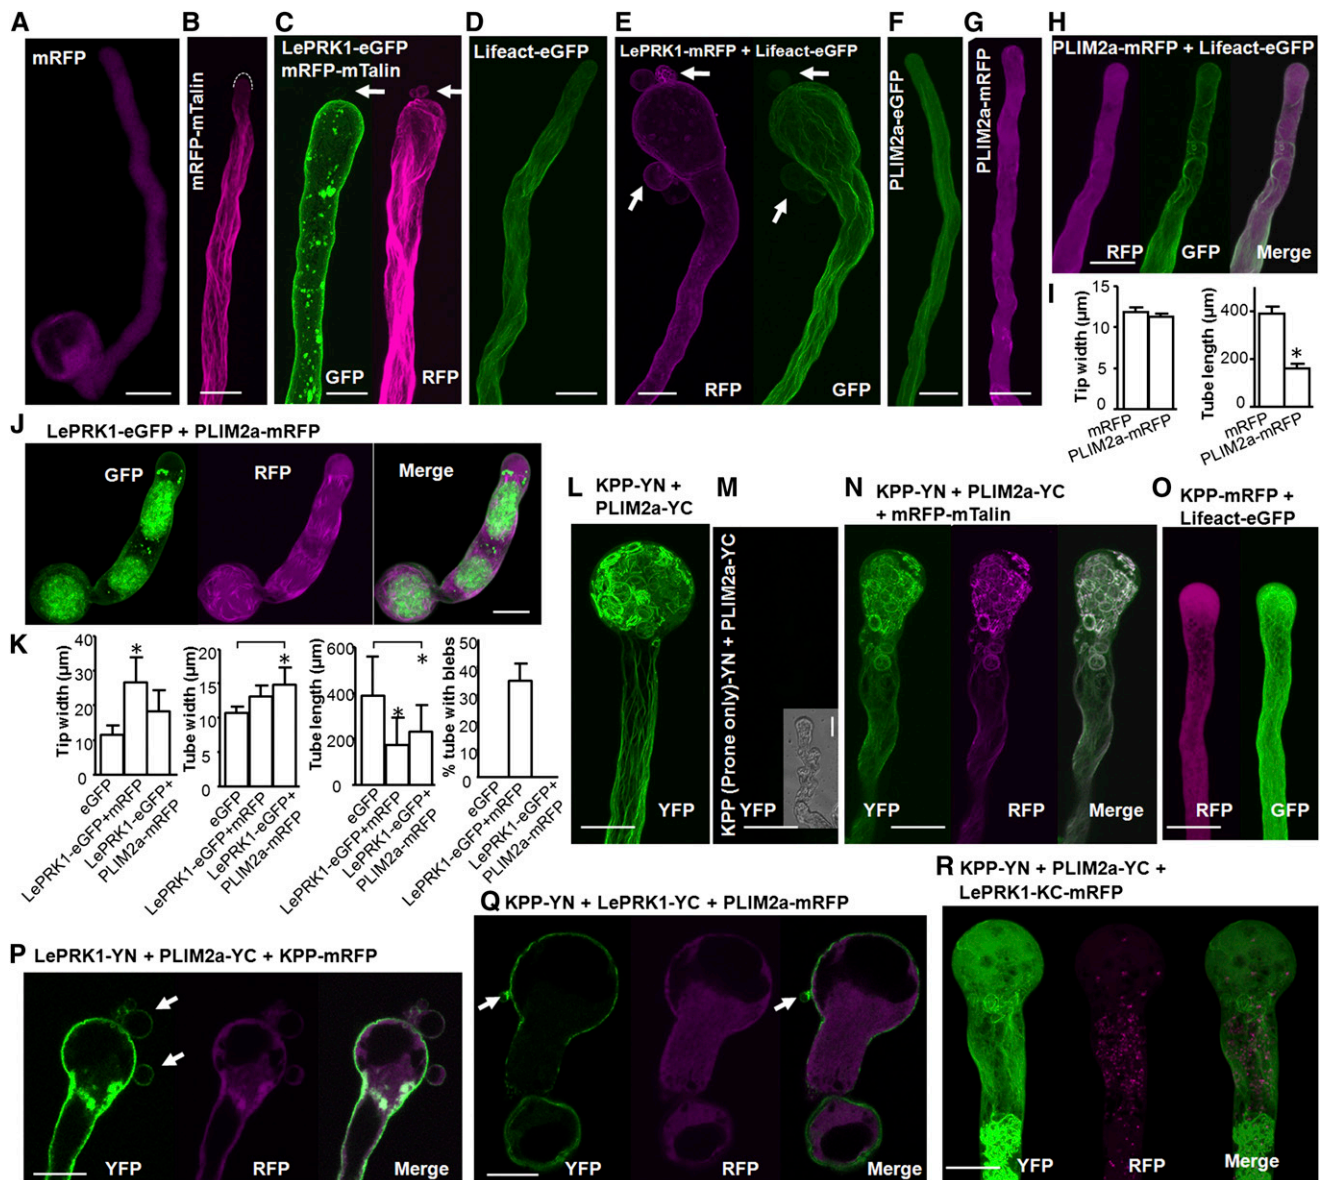 A
mRFP
B
mRFP-mTalin
C
LePRK1-eGFP
mRFP-mTalin
GFP
RFP
D
Lifeact-eGFP
E
LePRK1-mRFP + Lifeact-eGFP
RFP
GFP
F
PLIM2a-eGFP
G
PLIM2a-mRFP
H
PLIM2a-mRFP + Lifeact-eGFP
RFP
GFP
Merge
I
Tip width (µm)
15
10
5
0
mRFP
PLIM2a-mRFP
Tube length (µm)
400
200
0
*
mRFP
PLIM2a-mRFP
J
LePRK1-eGFP + PLIM2a-mRFP
GFP
RFP
Merge
K
Tip width (µm)
40
30
20
10
0
*
eGFP
LePRK1-eGFP+mRFP
LePRK1-eGFP+
PLIM2a-mRFP
Tube width (µm)
20
15
10
5
0
*
eGFP
LePRK1-eGFP+mRFP
LePRK1-eGFP+
PLIM2a-mRFP
Tube length (µm)
600
400
200
0
*
*
eGFP
LePRK1-eGFP+mRFP
LePRK1-eGFP+
PLIM2a-mRFP
% tube with blebs
50
40
30
20
10
0
eGFP
LePRK1-eGFP+mRFP
LePRK1-eGFP+
PLIM2a-mRFP
L
KPP-YN +
PLIM2a-YC
YFP
M
KPP (Prone only)-YN + PLIM2a-YC
YFP
N
KPP-YN + PLIM2a-YC
+ mRFP-mTalin
YFP
RFP
Merge
O
KPP-mRFP +
Lifeact-eGFP
RFP
GFP
P
LePRK1-YN + PLIM2a-YC + KPP-mRFP
YFP
RFP
Merge
Q
KPP-YN + LePRK1-YC + PLIM2a-mRFP
YFP
RFP
Merge
R
KPP-YN + PLIM2a-YC +
LePRK1-KC-mRFP
YFP
RFP
Merge